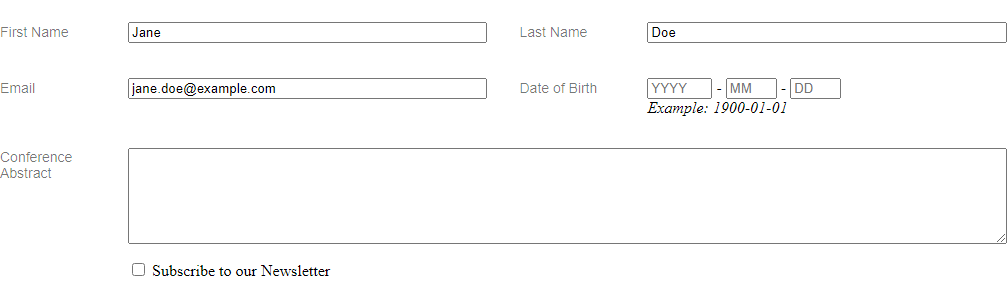 First Name Jane Last Name Doe
Email jane.doe@example.com Date of Birth YYYY - MM - DD
Example: 1900-01-01
Conference
Abstract
Subscribe to our Newsletter